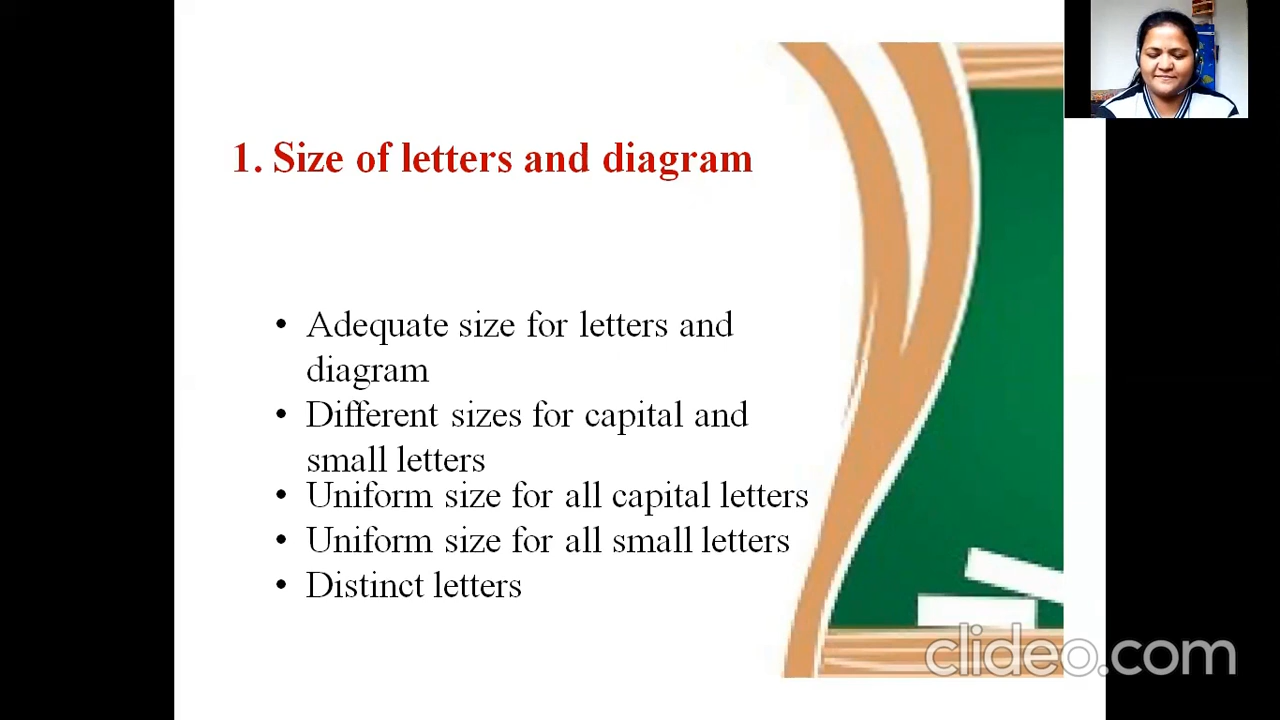 1. Size of letters and diagram
• Adequate size for letters and
diagram
• Different sizes for capital and
small letters
• Uniform size for all capital letters
• Uniform size for all small letters
• Distinct letters
clideo.com